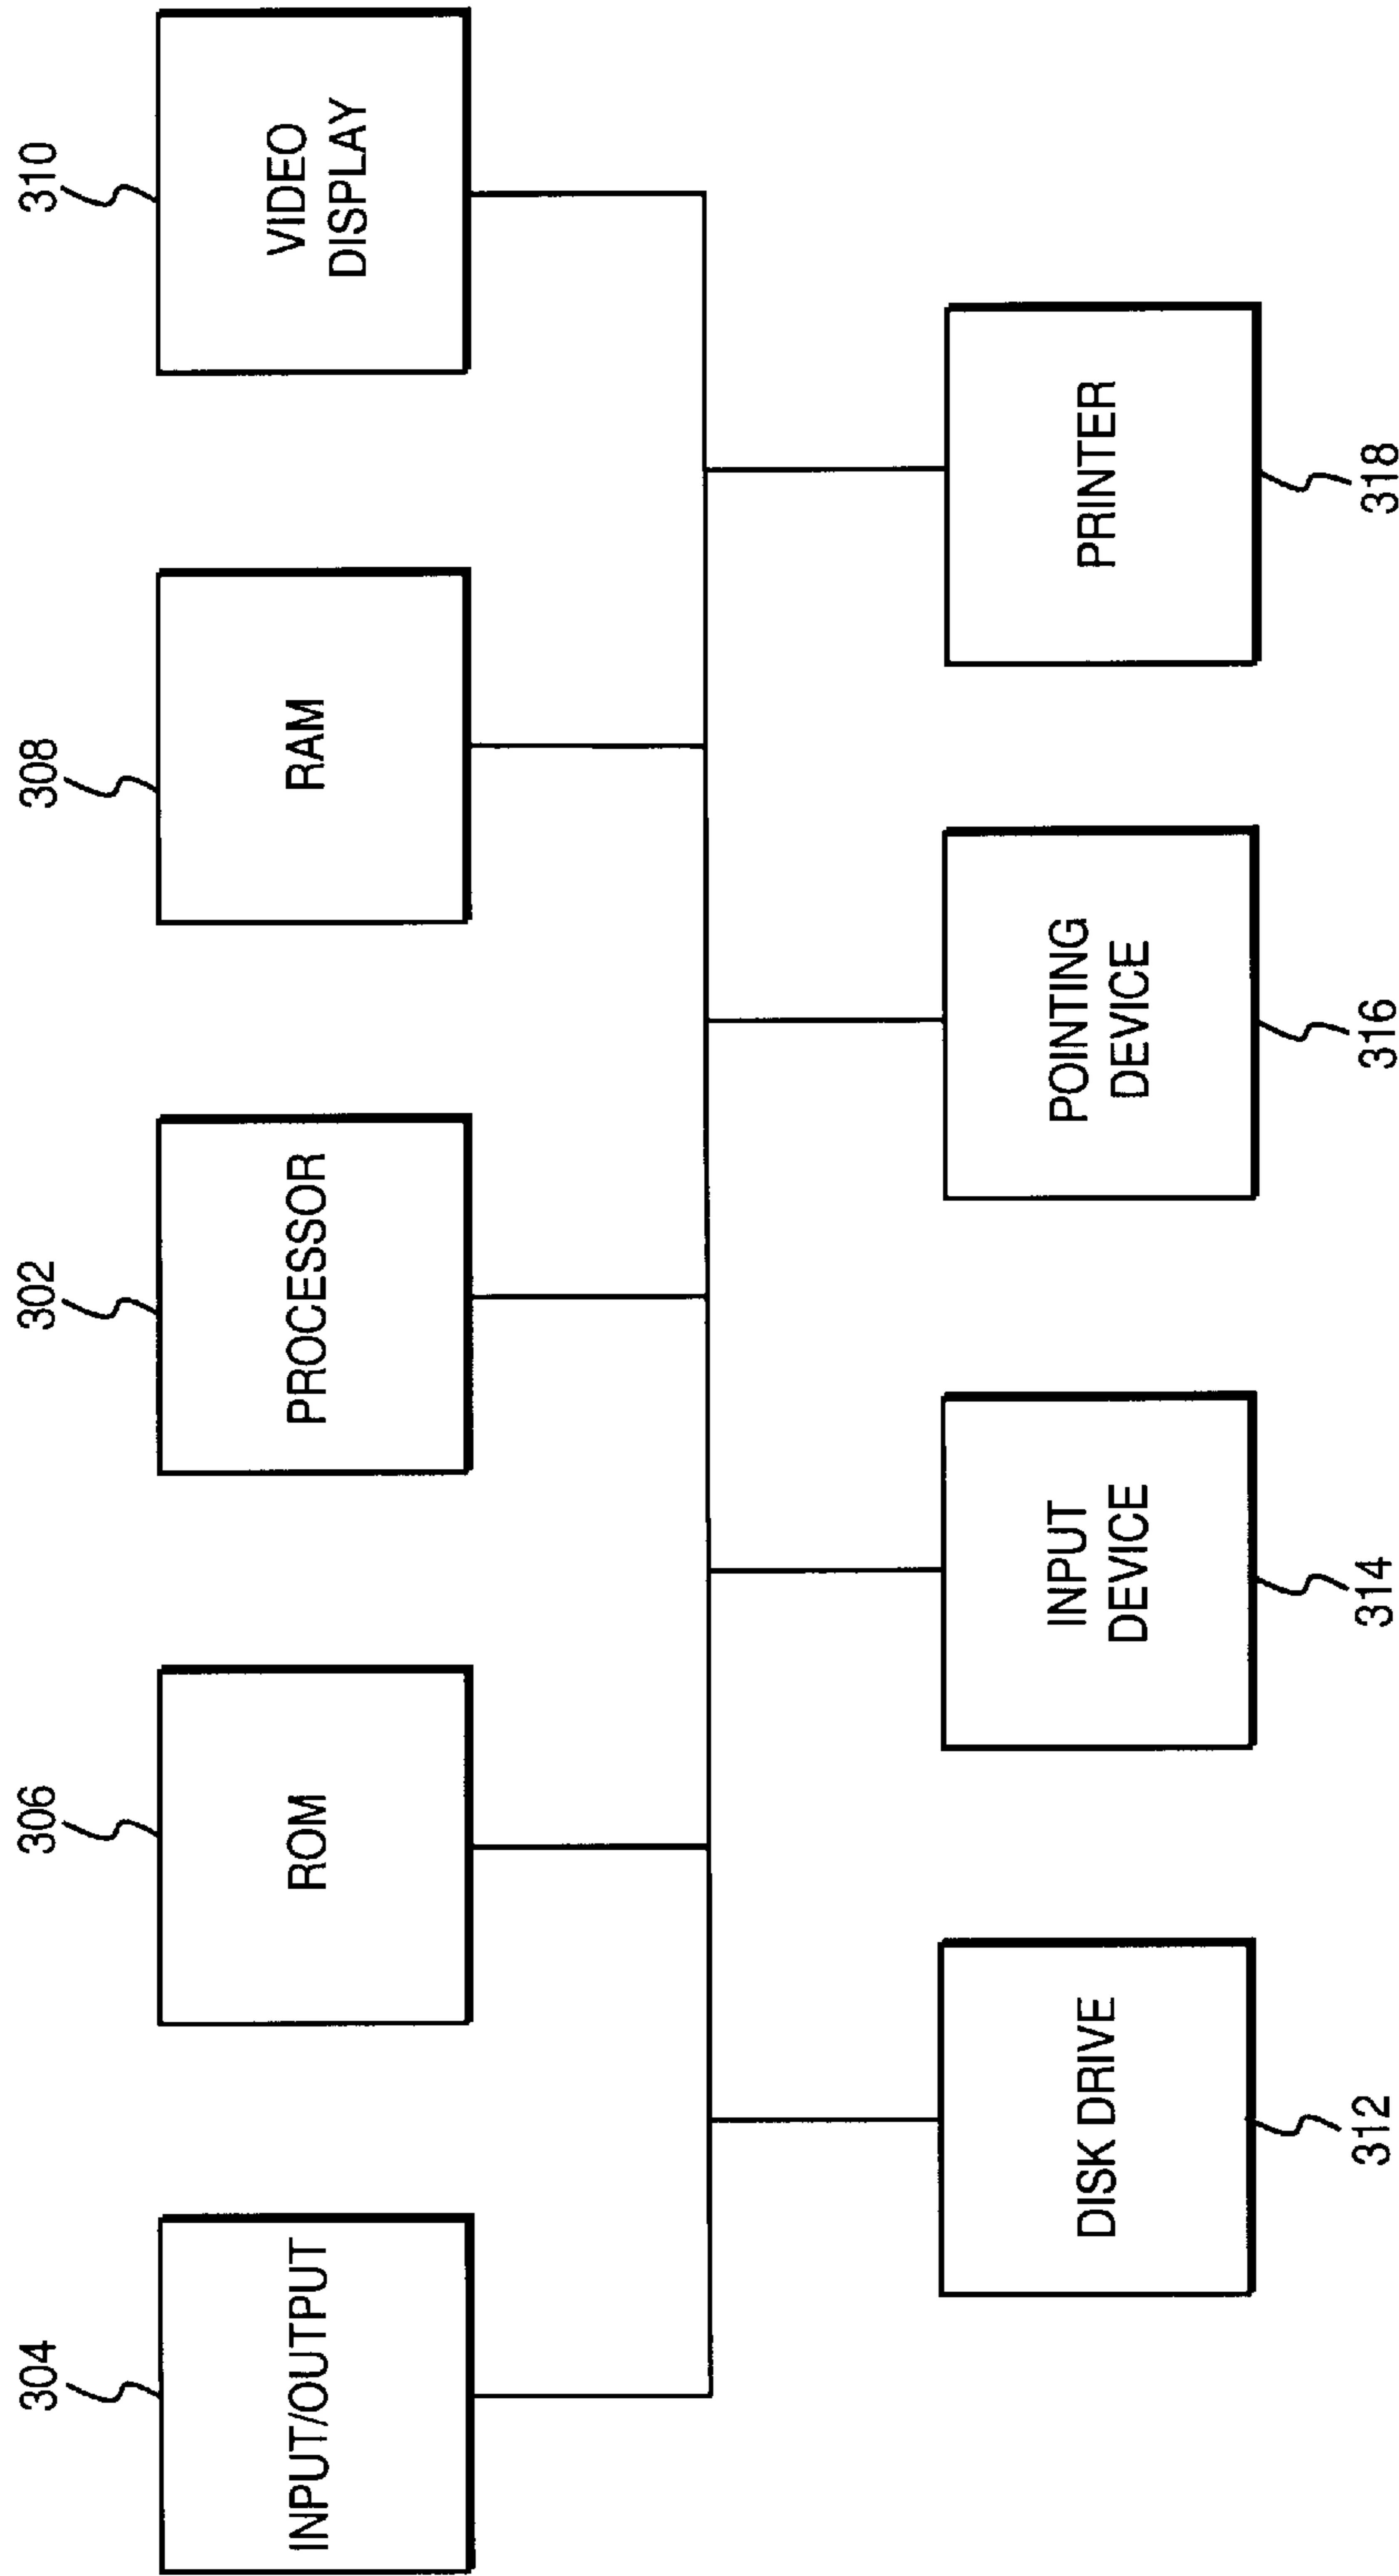 304
306
302
308
310
INPUT/OUTPUT
ROM
PROCESSOR
RAM
VIDEO
DISPLAY
DISK DRIVE
INPUT
DEVICE
POINTING
DEVICE
PRINTER
312
314
316
318